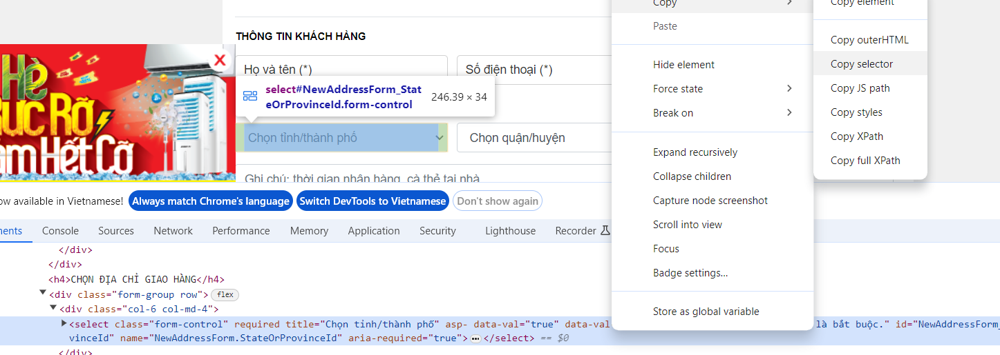 Copy
Copy element
THÔNG TIN KHÁCH HÀNG
Paste
Copy outerHTML
Hè
Họ và tên (*)
Số điện thoại (*)
Hide element
Copy selector
select#NewAddressForm_Stat
eOrProvinceId.form-control
246.39 × 34
Force state
Copy JS path
Break on
Copy styles
Chọn tỉnh/thành phố
Chọn quận/huyện
Copy XPath
Expand recursively
Copy full XPath
Hết Cỡ
Collapse children
Ghi chú: thời gian nhận hàng, cà thẻ tại nhà
now available in Vietnamese!
Always match Chrome's language
Switch DevTools to Vietnamese
Don't show again
Capture node screenshot
Scroll into view
Console
Sources
Network
Performance
Memory
Application
Security
Lighthouse
Recorder
Focus
</div>
Badge settings...
</div>
<h4>CHỌN ĐỊA CHỈ GIAO HÀNG</h4>
<div class="form-group row"> flex
<div class="col-6 col-md-4">
Store as global variable
<select class="form-control" required title="Chọn tỉnh/thành phố" asp- data-val="true" data-val là bắt buộc." id="NewAddressForm_
vinceId" name="NewAddressForm.StateOrProvinceId" aria-required="true"> ... </select> == $0
</div>